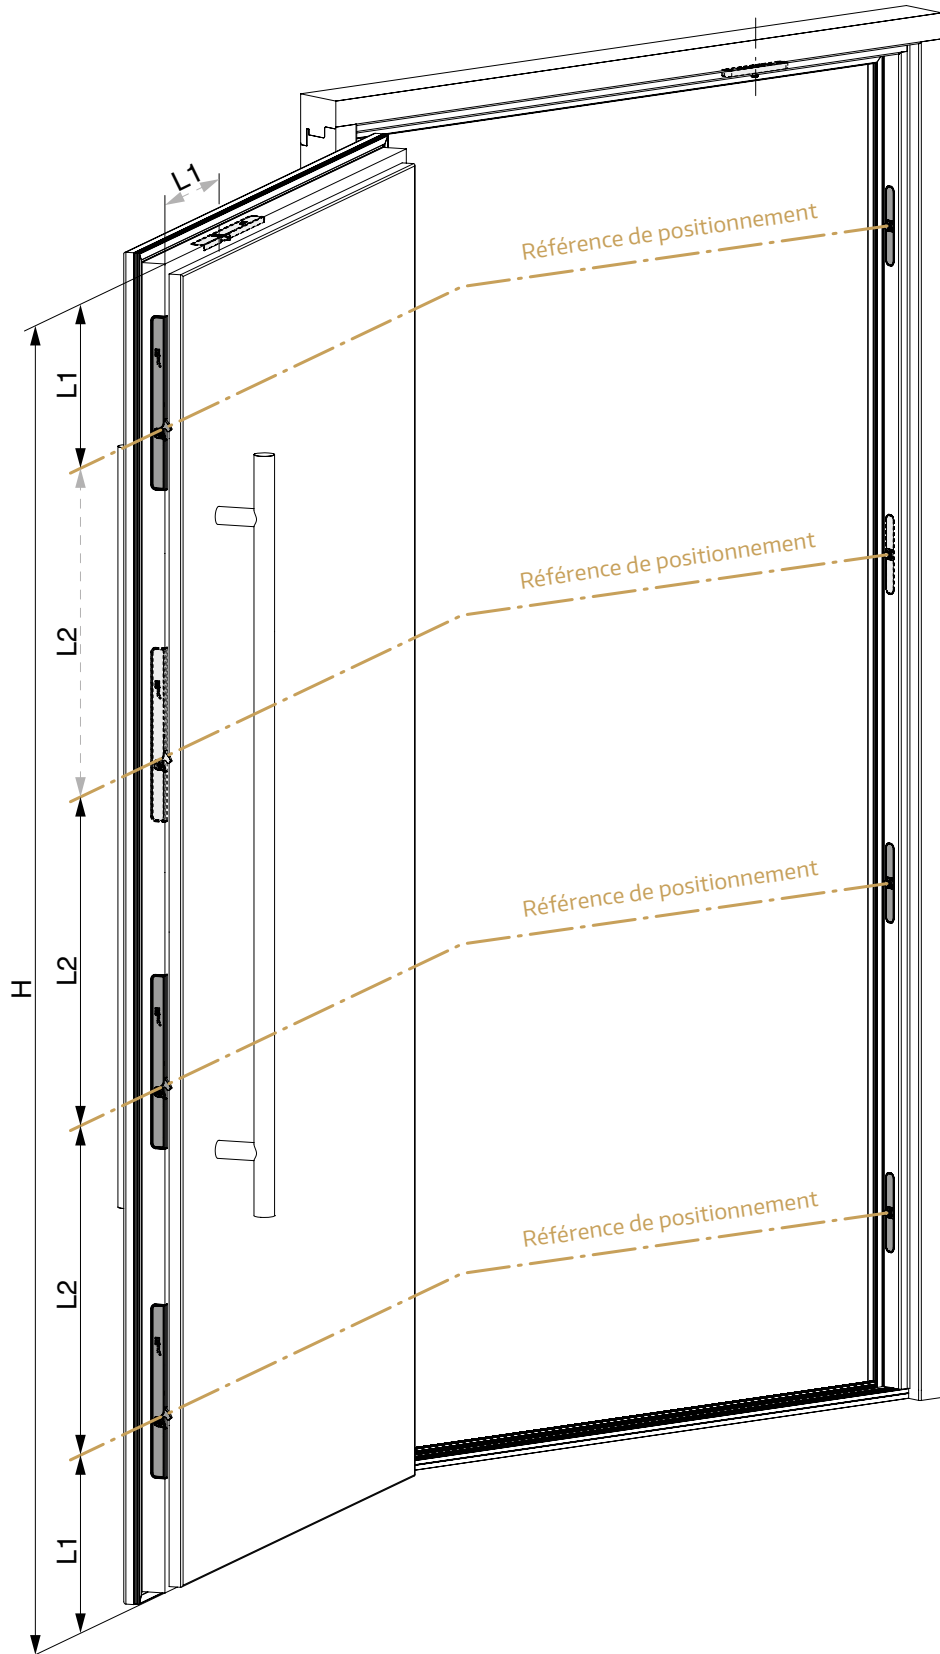 L1
Référence de positionnement
L1
Référence de positionnement
L2
Référence de positionnement
L2
H
Référence de positionnement
L2
L1